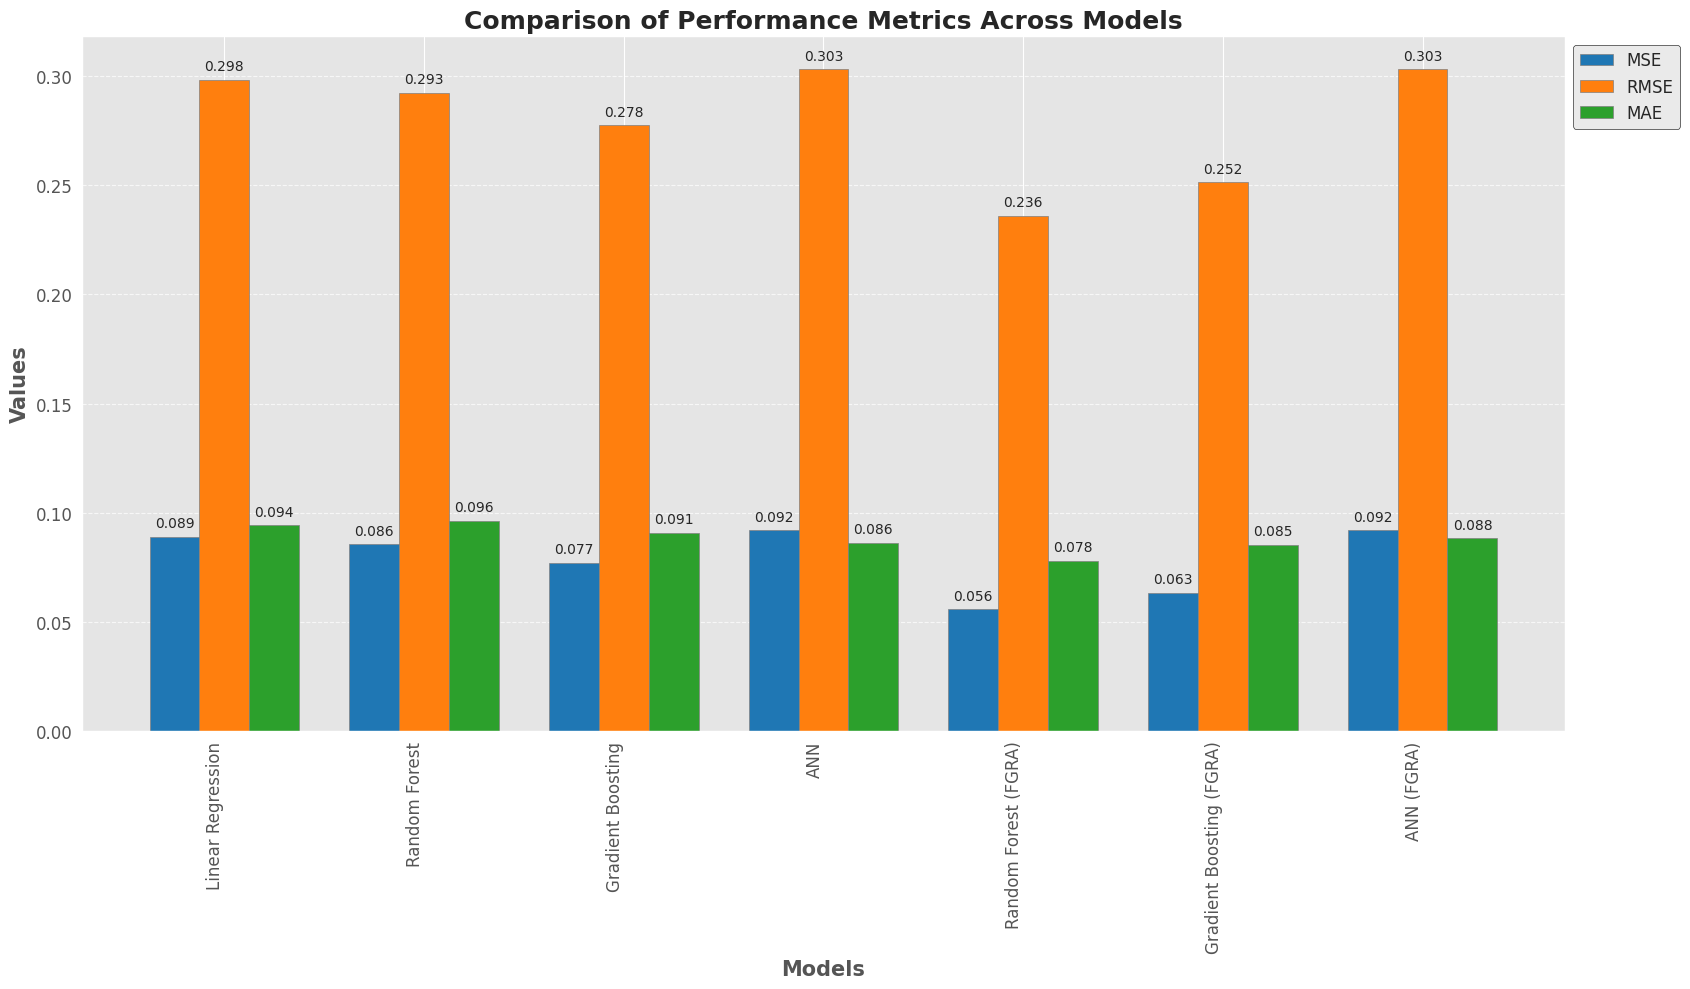 Comparison of Performance Metrics Across Models
MSE
RMSE
MAE
Values
0.30
0.25
0.20
0.15
0.10
0.05
0.00
0.089
0.298
0.094
0.086
0.293
0.096
0.077
0.278
0.091
0.092
0.303
0.086
0.056
0.236
0.078
0.063
0.252
0.085
0.092
0.303
0.088
Linear Regression
Random Forest
Gradient Boosting
ANN
Random Forest (FGRA)
Gradient Boosting (FGRA)
ANN (FGRA)
Models